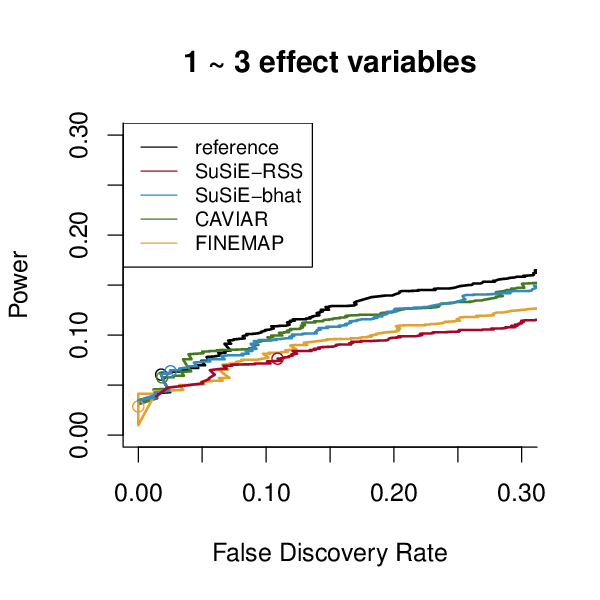 1 ~ 3 effect variables
Power
0.30
0.20
0.10
0.00
reference
SuSiE−RSS
SuSiE−bhat
CAVIAR
FINEMAP
0.00 0.10 0.20 0.30
False Discovery Rate